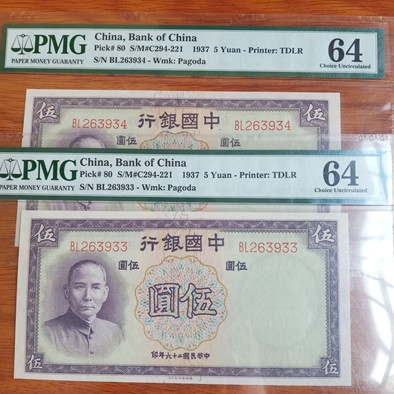 PMG
PAPER MONEY GUARANTY
China, Bank of China
Pick# 80 S/M#C294-221 1937 5 Yuan - Printer: TDLR
S/N BL263934 - Wmk: Pagoda
64
Choice Uncirculated
伍 行銀國中 伍
BL263934 BL263934
PMG
PAPER MONEY GUARANTY
China, Bank of China
Pick# 80 S/M#C294-221 1937 5 Yuan - Printer: TDLR
S/N BL263933 - Wmk: Pagoda
64
Choice Uncirculated
伍 行銀國中 伍
BL263933 BL263933
圓伍 圓伍
圓伍
伍 印年六十二國民華中 伍